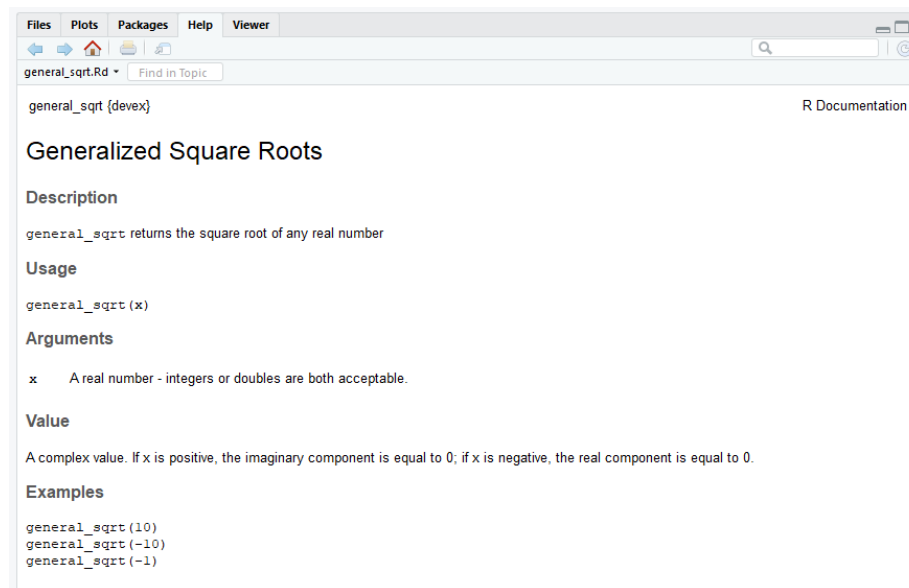 Files Plots Packages Help Viewer
general_sqrt.Rd Find in Topic
general_sqrt {devex} R Documentation
Generalized Square Roots
Description
general_sqrt returns the square root of any real number
Usage
general_sqrt(x)
Arguments
x A real number - integers or doubles are both acceptable.
Value
A complex value. If x is positive, the imaginary component is equal to 0; if x is negative, the real component is equal to 0.
Examples
general_sqrt(10)
general_sqrt(-10)
general_sqrt(-1)